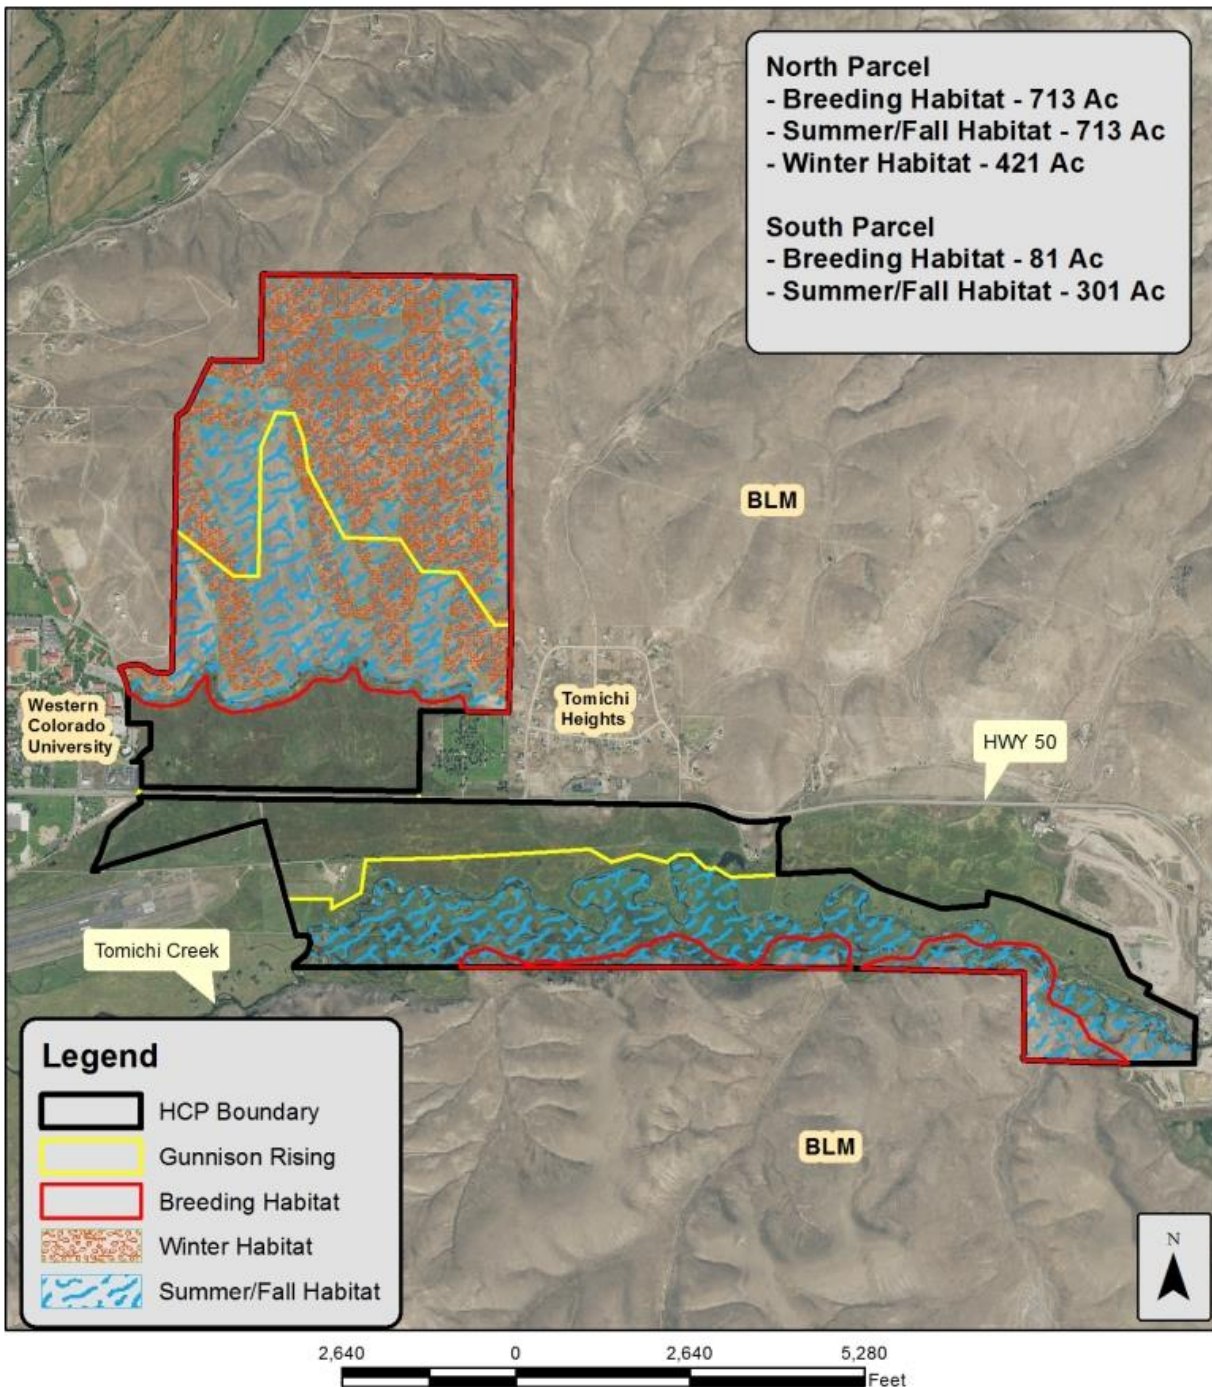 North Parcel
- Breeding Habitat - 713 Ac
- Summer/Fall Habitat - 713 Ac
- Winter Habitat - 421 Ac
South Parcel
- Breeding Habitat - 81 Ac
- Summer/Fall Habitat - 301 Ac
BLM
Western
Colorado
University
Tomichi
Heights
HWY 50
Tomichi Creek
BLM
Legend
HCP Boundary
Gunnison Rising
Breeding Habitat
Winter Habitat
Summer/Fall Habitat
N
2,640 0 2,640 5,280
Feet